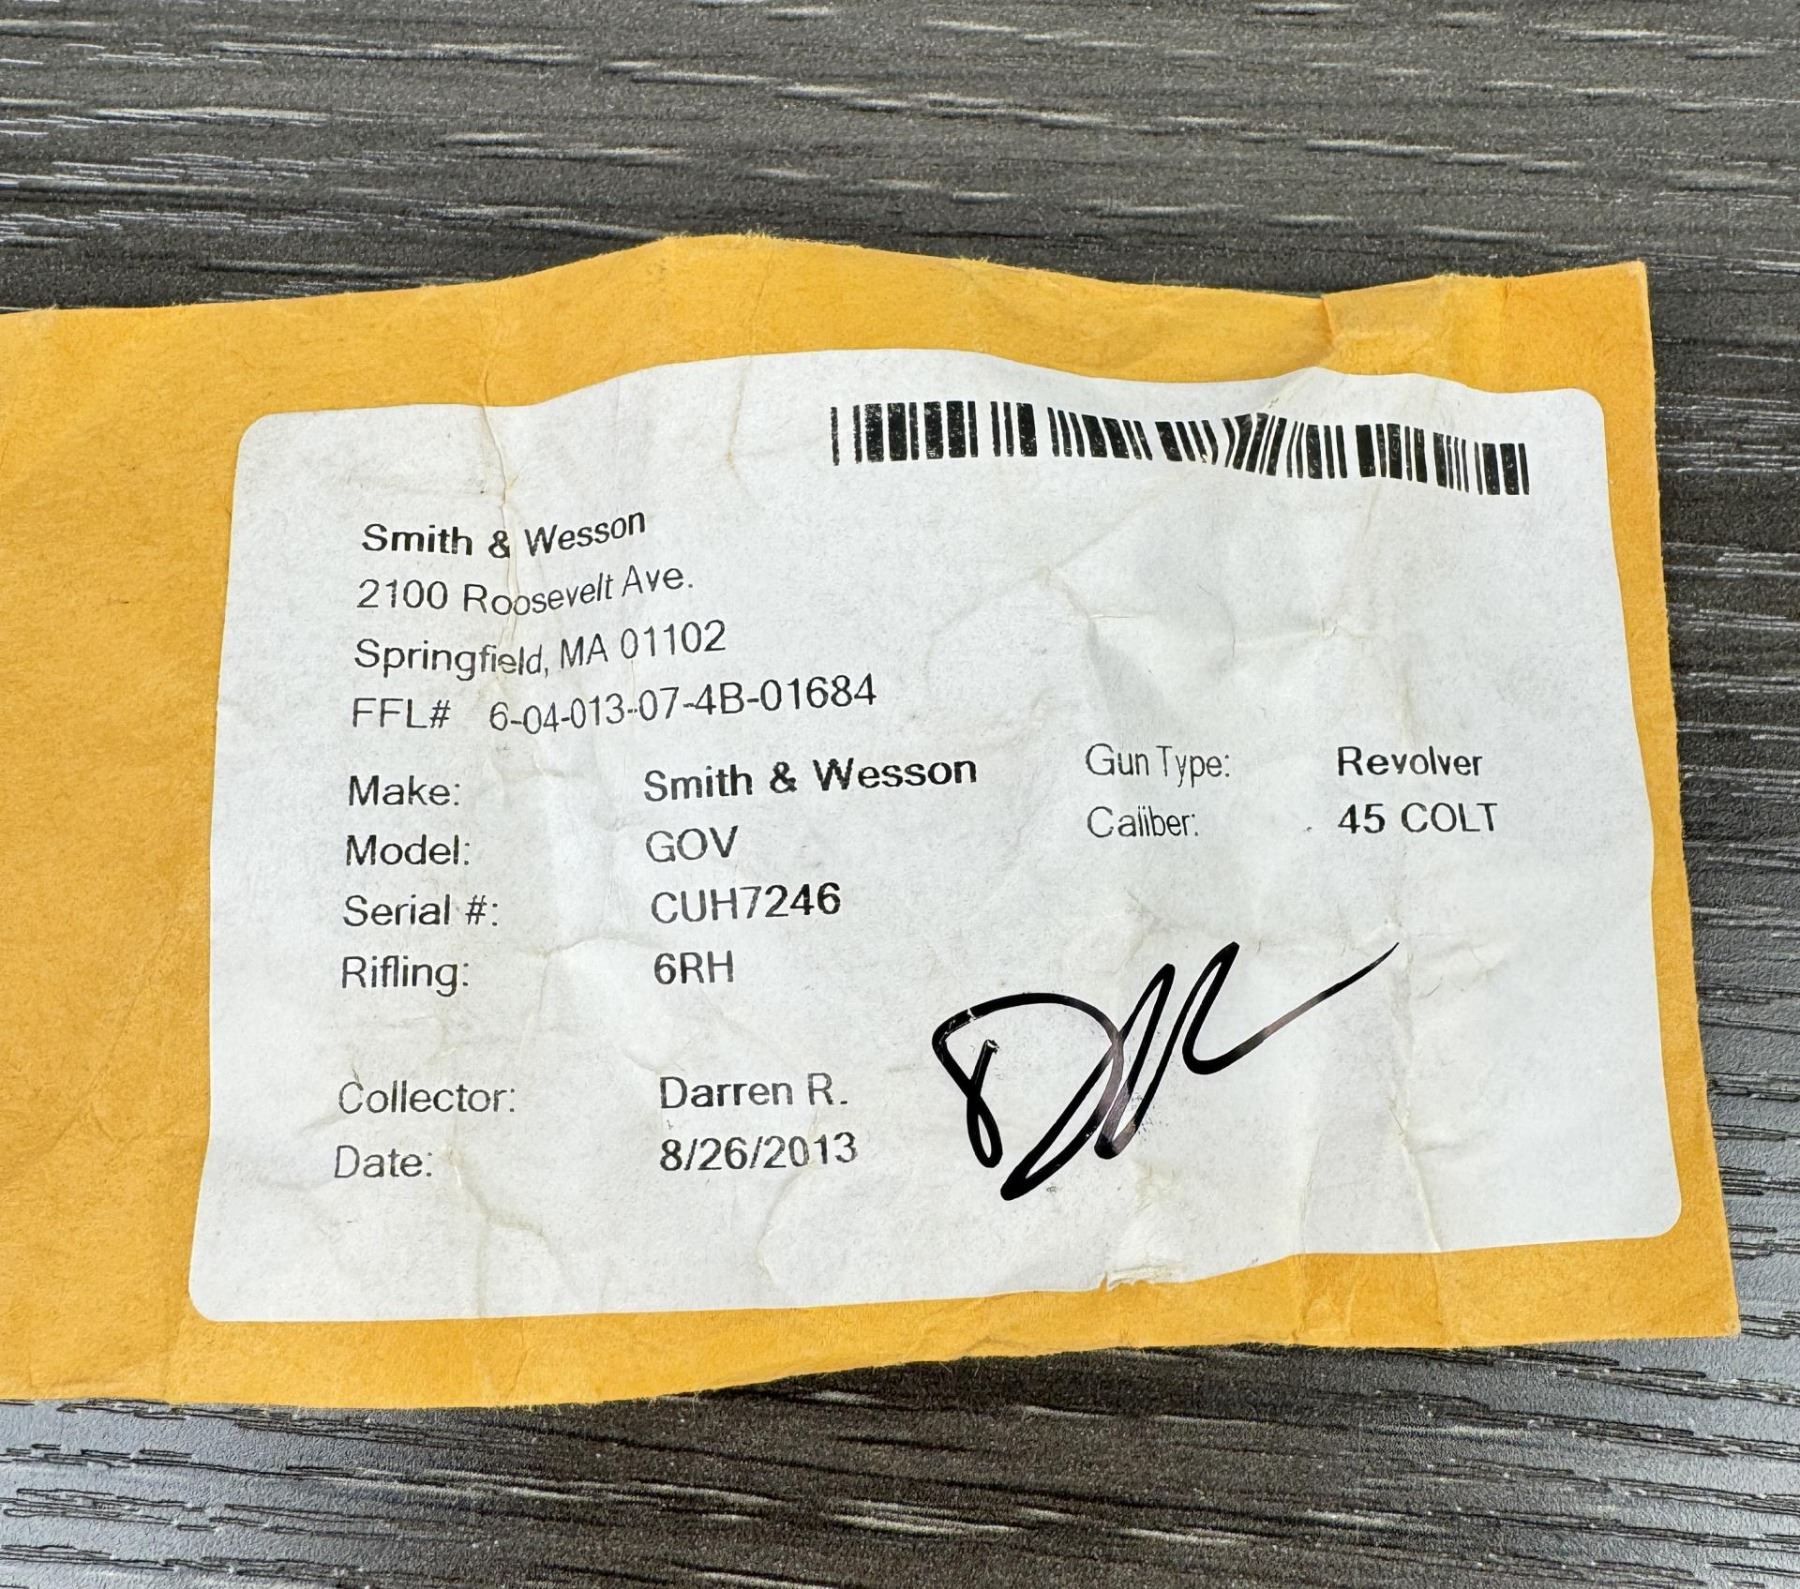 Smith & Wesson
2100 Roosevelt Ave.
Springfield, MA 01102
FFL# 6-04-013-07-4B-01684
Make: Smith & Wesson Gun Type: Revolver
Model: GOV Caliber: 45 COLT
Serial #: CUH7246
Rifling: 6RH
Collector: Darren R.
Date: 8/26/2013